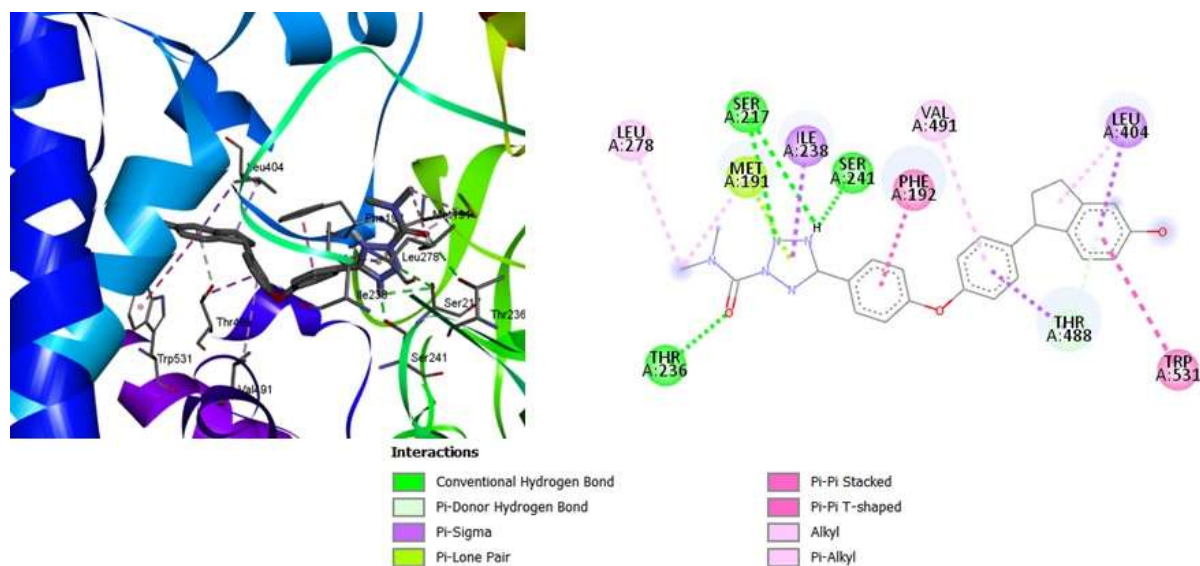 Leu404
Phe192
Met191
Leu278
Ile238
Ser217
Thr236
Thr488
Trp531
Ser241
Val491
SER
A:217
LEU
A:278
MET
A:191
ILE
A:238
SER
A:241
PHE
A:192
VAL
A:491
LEU
A:404
H
N
N
N
N
N
O
O
O
THR
A:236
THR
A:488
TRP
A:531
Interactions
Conventional Hydrogen Bond
Pi-Donor Hydrogen Bond
Pi-Sigma
Pi-Lone Pair
Pi-Pi Stacked
Pi-Pi T-shaped
Alkyl
Pi-Alkyl